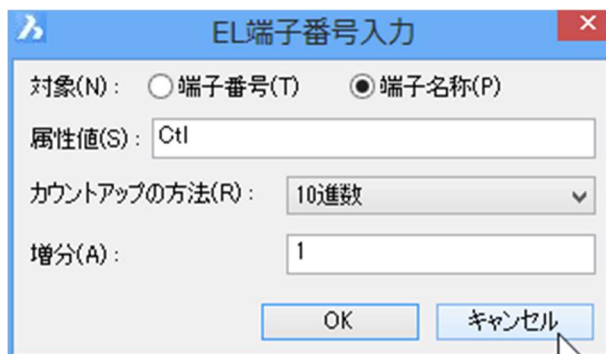 EL端子番号入力
対象(N): 端子番号(T) 端子名称(P)
属性値(S): Ctl
カウントアップの方法(R): 10進数
増分(A): 1
OK キャンセル